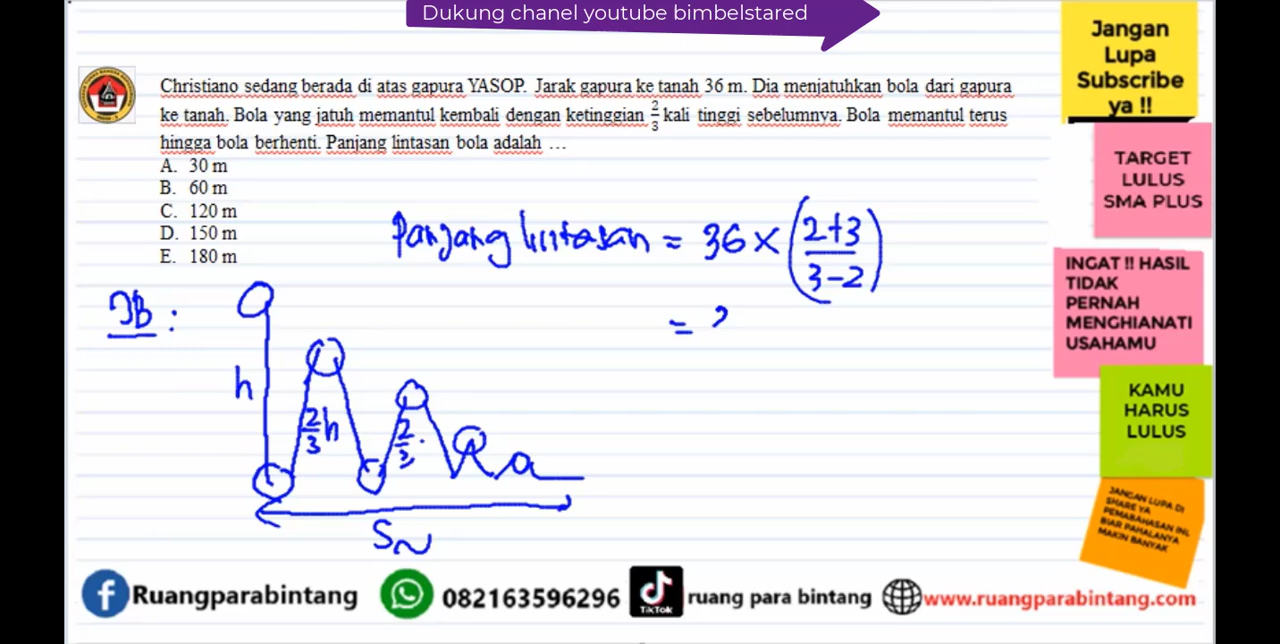 Dukung chanel youtube bimbelstared
Christiano sedang berada di atas gapura YASOP. Jarak gapura ke tanah 36 m. Dia menjatuhkan bola dari gapura
ke tanah. Bola yang jatuh memantul kembali dengan ketinggian 2/3 kali tinggi sebelumnya. Bola memantul terus
hingga bola berhenti. Panjang lintasan bola adalah …
A. 30 m
B. 60 m
C. 120 m
D. 150 m
E. 180 m
Panjang lintasan = 36 × (2+3 / 3-2)
=
JB :
h
2/3 h
2/3 .
S~
Jangan
Lupa
Subscribe
ya !!
TARGET
LULUS
SMA PLUS
INGAT !! HASIL
TIDAK
PERNAH
MENGHIANATI
USAHAMU
KAMU
HARUS
LULUS
JANGAN LUPA DI
SHARE YA
PEMABAHASAN INI,
BIAR PAHALANYA
MAKIN BANYAK
Ruangparabintang
082163596296
TikTok
ruang para bintang
www.ruangparabintang.com